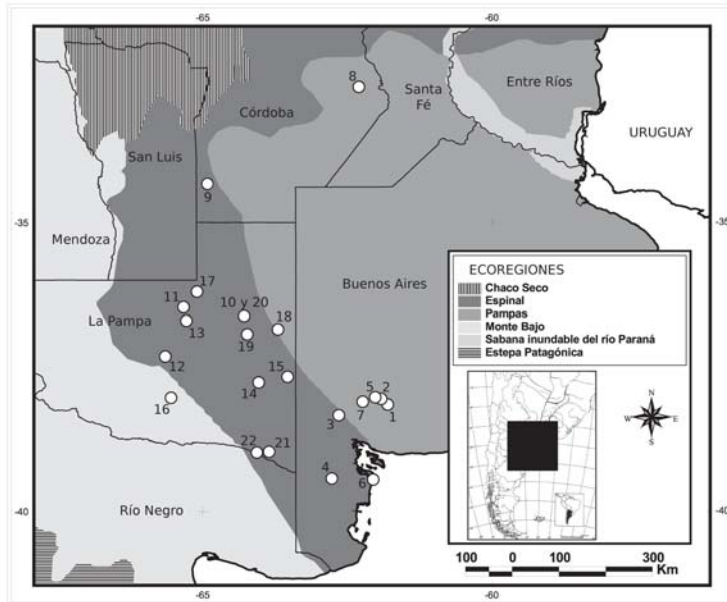 -65
-60
8
Santa
Fé
Entre Ríos
Córdoba
URUGUAY
San Luis
9
-35
-35
Mendoza
ECOREGIONES
Chaco Seco
Espinal
Pampas
Monte Bajo
Sabana inundable del río Paraná
Estepa Patagónica
Buenos Aires
17
11
10 y 20
18
La Pampa
13
19
12
15
14
5
2
16
7
1
3
22
21
4
6
N
W
E
S
Río Negro
-40
-40
100
0
100
300
Km
-65
-60